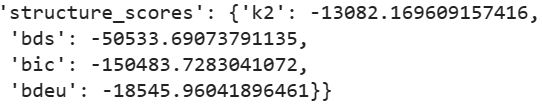 'structure_scores': {'k2': -13082.169609157416,
'bds': -50533.69073791135,
'bic': -150483.7283041072,
'bdeu': -18545.96041896461}}